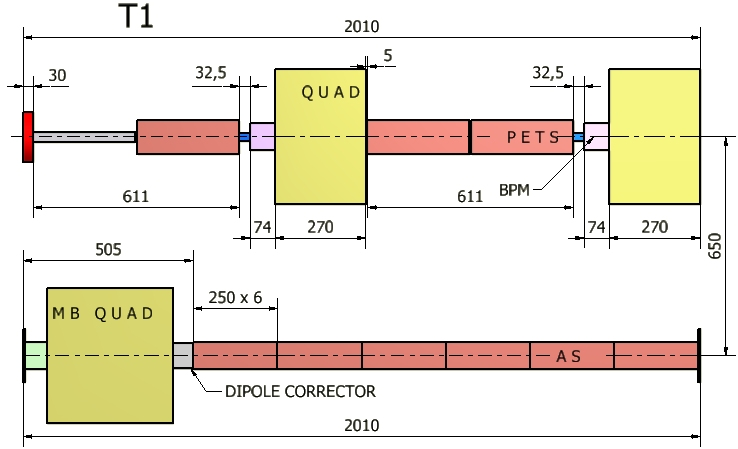 T1
2010
30
32,5
5
32,5
QUAD
PETS
BPM
611
611
74
270
74
270
650
505
250 x 6
MB QUAD
AS
DIPOLE CORRECTOR
2010